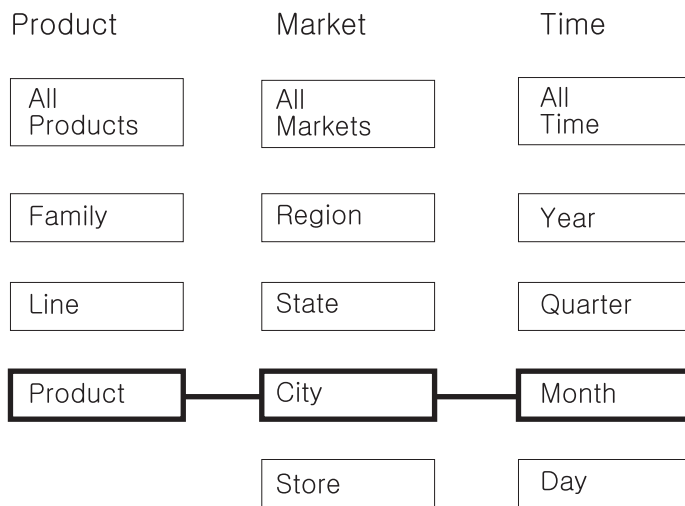 Product
Market
Time
All
Products
All
Markets
All
Time
Family
Region
Year
Line
State
Quarter
Product
City
Month
Store
Day